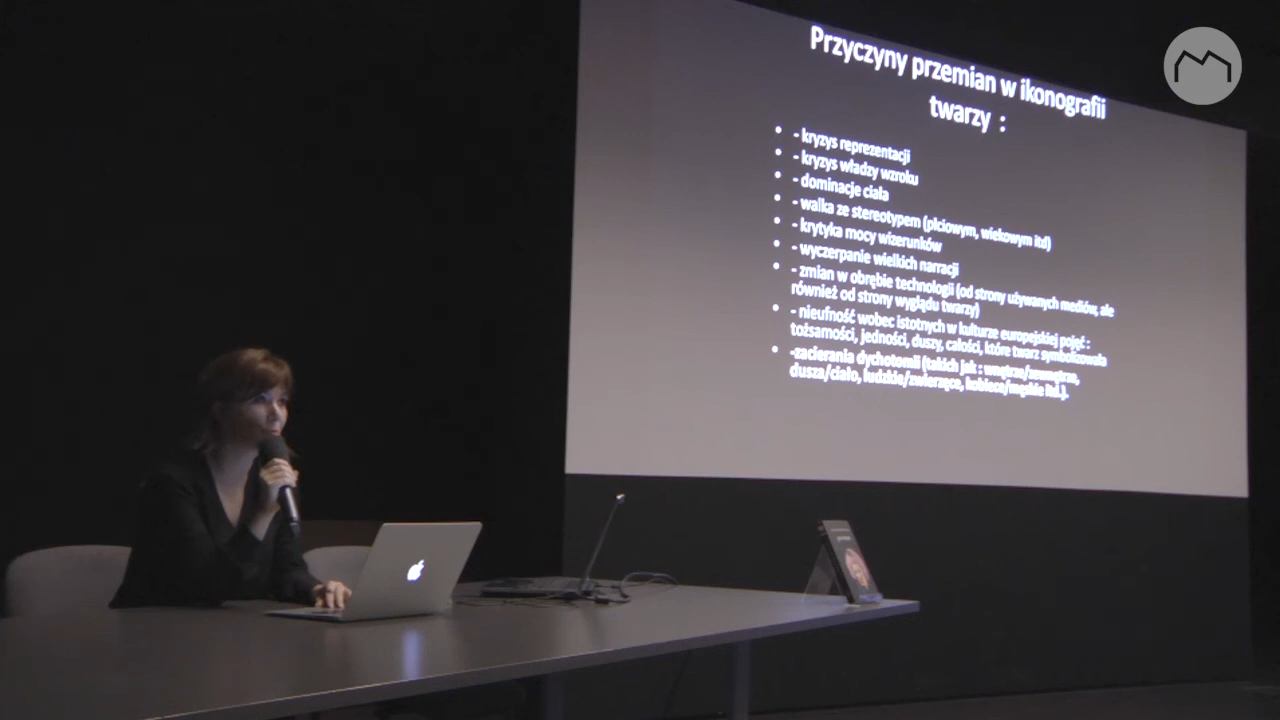 Przyczyny przemian w ikonografii
twarzy :
• - kryzys reprezentacji
• - kryzys władzy wzroku
• - dominacje ciała
• - walka ze stereotypem (płciowym, wiekowym itd)
• - krytyka mocy wizerunków
• - wyczerpanie wielkich narracji
• - zmian w obrębie technologii (od strony używanych mediów, ale
również od strony wyglądu twarzy)
• - nieufność wobec istotnych w kulturze europejskiej pojęć :
tożsamości, jedności, duszy, całości, które twarz symbolizowała
• -zacierania dychotomii (takich jak : wnętrze/zewnętrze,
dusza/ciało, ludzkie/zwierzęce, kobiece/męskie itd.).